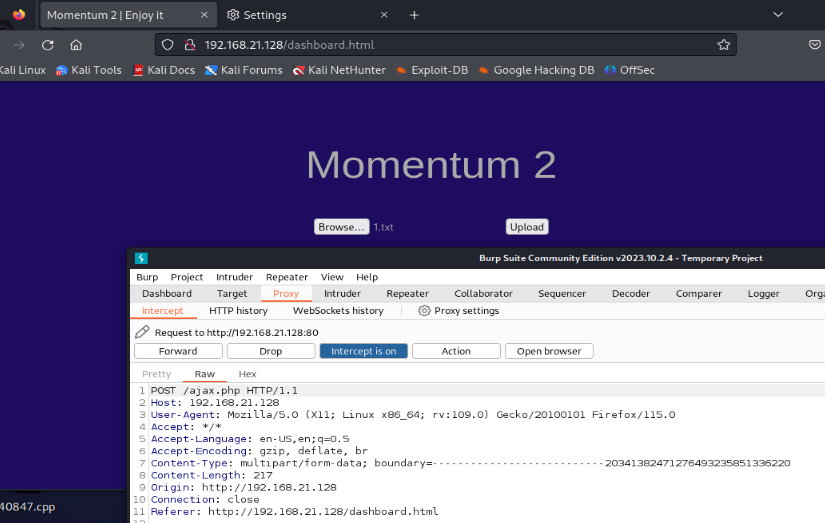 Momentum 2 | Enjoy it × Settings × +
192.168.21.128/dashboard.html
Kali Linux Kali Tools Kali Docs Kali Forums Kali NetHunter Exploit-DB Google Hacking DB OffSec
Momentum 2
Browse... 1.txt Upload
Burp Suite Community Edition v2023.10.2.4 - Temporary Project
Burp Project Intruder Repeater View Help
Dashboard Target Proxy Intruder Repeater Collaborator Sequencer Decoder Comparer Logger Orga
Intercept HTTP history WebSockets history Proxy settings
Request to http://192.168.21.128:80
Forward Drop Intercept is on Action Open browser
Pretty Raw Hex
1 POST /ajax.php HTTP/1.1
2 Host: 192.168.21.128
3 User-Agent: Mozilla/5.0 (X11; Linux x86_64; rv:109.0) Gecko/20100101 Firefox/115.0
4 Accept: */*
5 Accept-Language: en-US,en;q=0.5
6 Accept-Encoding: gzip, deflate, br
7 Content-Type: multipart/form-data; boundary=---------------------------203413824712764932358513362​20
8 Content-Length: 217
9 Origin: http://192.168.21.128
10 Connection: close
11 Referer: http://192.168.21.128/dashboard.html
40847.cpp